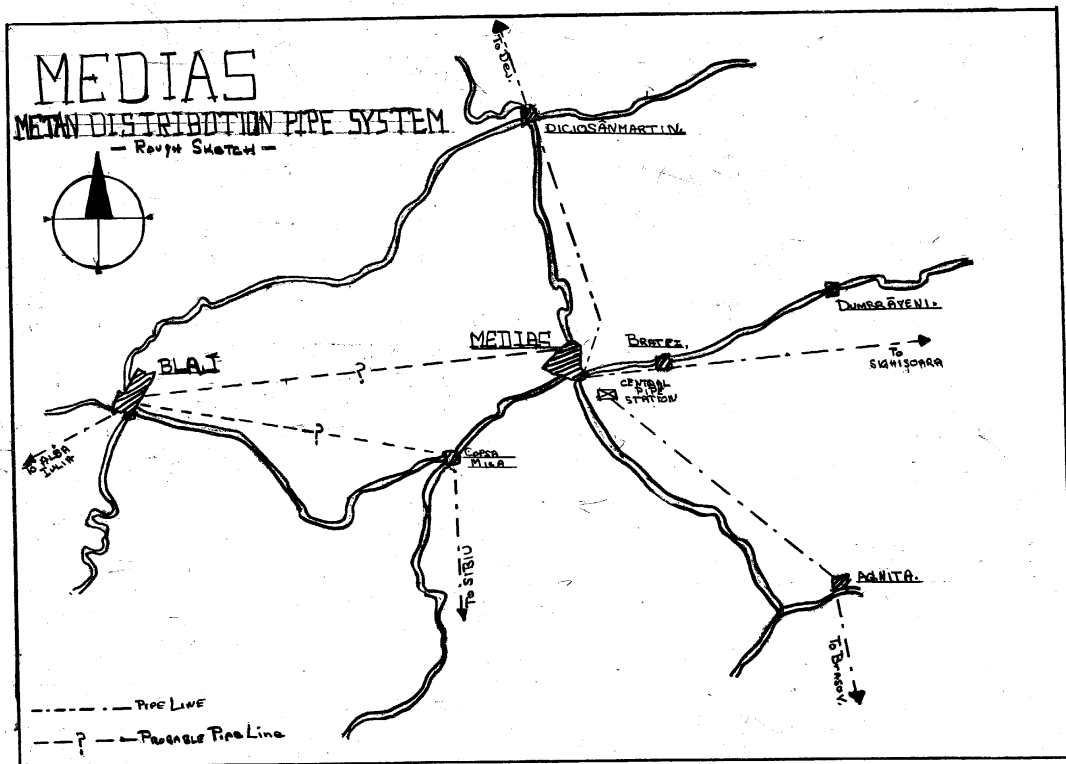 MEDIAS
METAN DISTRIBUTION PIPE SYSTEM
— ROUGH SKETCH —
TO DEJ.
DICIOSÂNMARTIN.
DUMBRĂVENI.
MEDIAS
BRATEI.
TO
SIGHIŞOARA
BLAJ
?
CENTRAL
PIPE
STATION
?
TO ALBA
IULIA
COPSA
MICA
TO SIBIU
AGNITA.
TO BRASOV.
PIPE LINE
? PROBABLE PIPE LINE